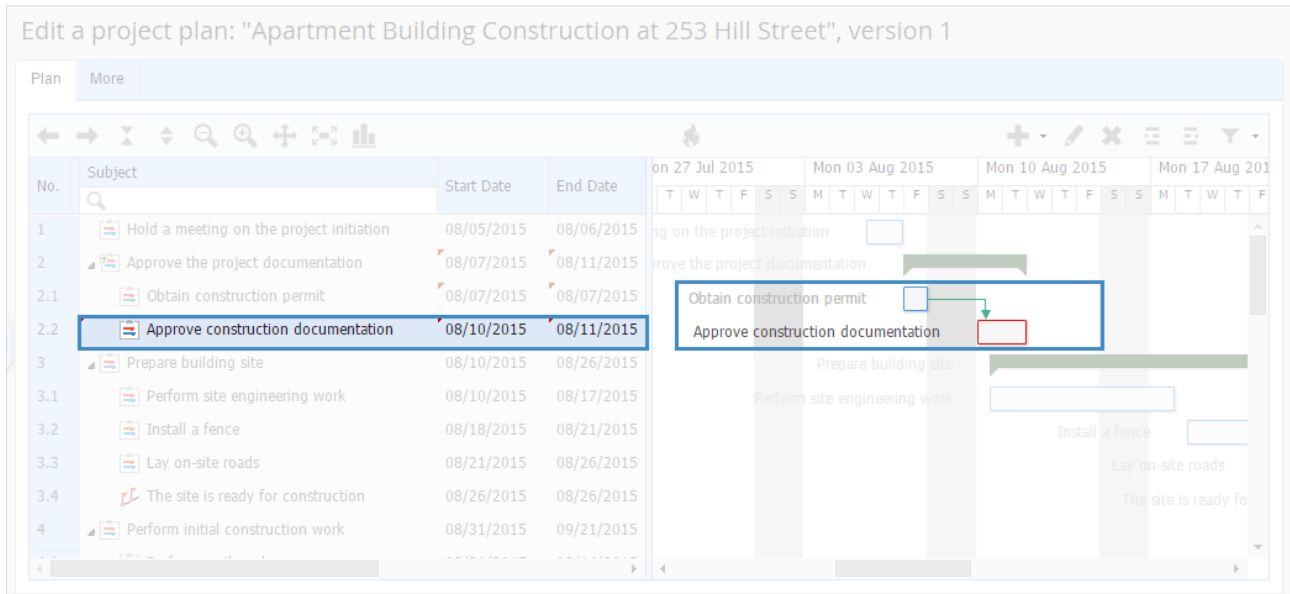 Edit a project plan: "Apartment Building Construction at 253 Hill Street", version 1
Plan More
No. Subject Start Date End Date on 27 Jul 2015 Mon 03 Aug 2015 Mon 10 Aug 2015 Mon 17 Aug 201
T W T F S S M T W T F S S M T W T F S S M T W T F
1 Hold a meeting on the project initiation 08/05/2015 08/06/2015 ng on the project initiation
2 Approve the project documentation 08/07/2015 08/11/2015 prove the project documentation
2.1 Obtain construction permit 08/07/2015 08/07/2015 Obtain construction permit
2.2 Approve construction documentation 08/10/2015 08/11/2015 Approve construction documentation
3 Prepare building site 08/10/2015 08/26/2015 Prepare building site
3.1 Perform site engineering work 08/10/2015 08/17/2015 Perform site engineering work
3.2 Install a fence 08/18/2015 08/21/2015 Install a fence
3.3 Lay on-site roads 08/21/2015 08/26/2015 Lay on-site roads
3.4 The site is ready for construction 08/26/2015 08/26/2015 The site is ready fo
4 Perform initial construction work 08/31/2015 09/21/2015